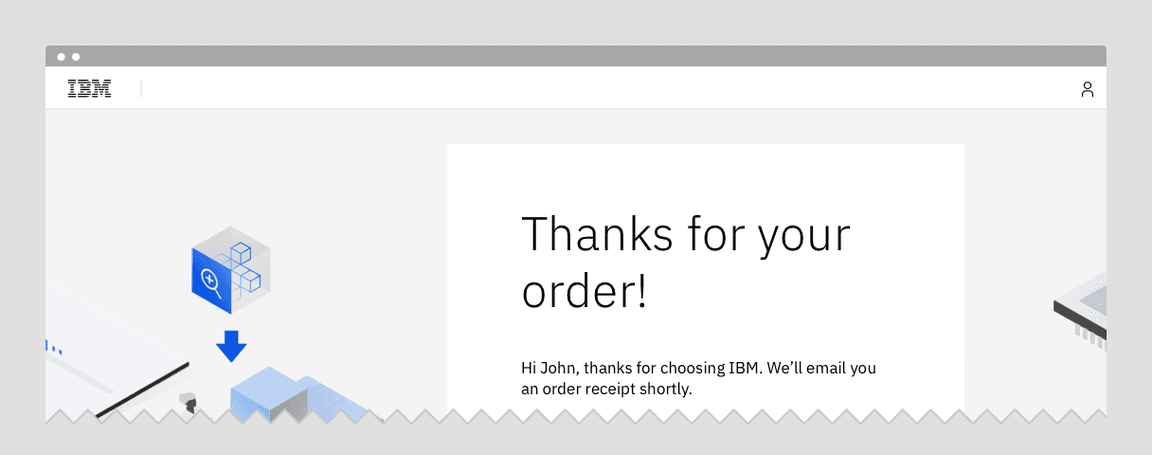 IBM
Thanks for your
order!
Hi John, thanks for choosing IBM. We’ll email you
an order receipt shortly.